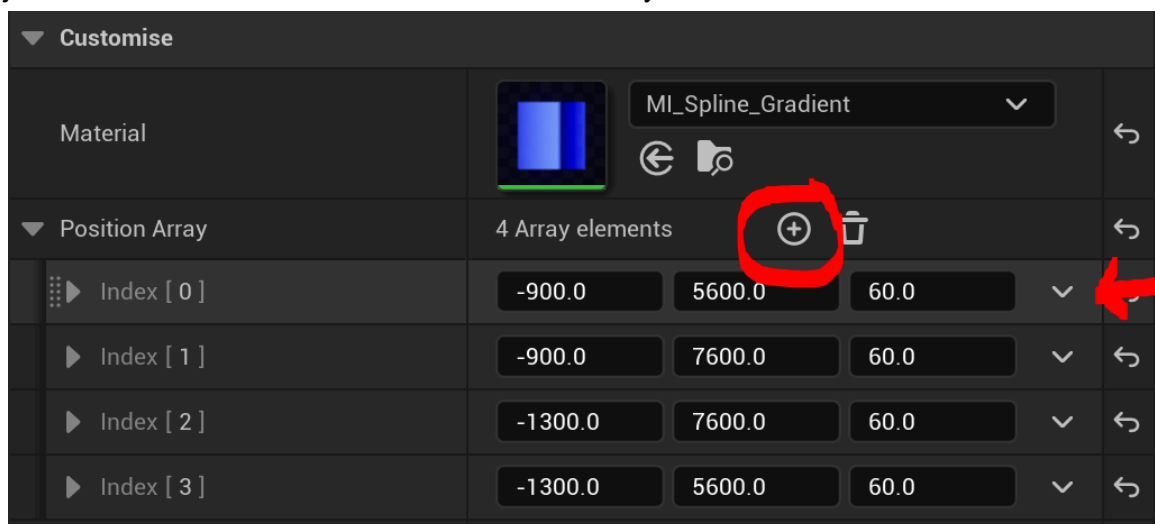 Customise
Material
MI_Spline_Gradient
Position Array
4 Array elements
Index [ 0 ]
-900.0 5600.0 60.0
Index [ 1 ]
-900.0 7600.0 60.0
Index [ 2 ]
-1300.0 7600.0 60.0
Index [ 3 ]
-1300.0 5600.0 60.0